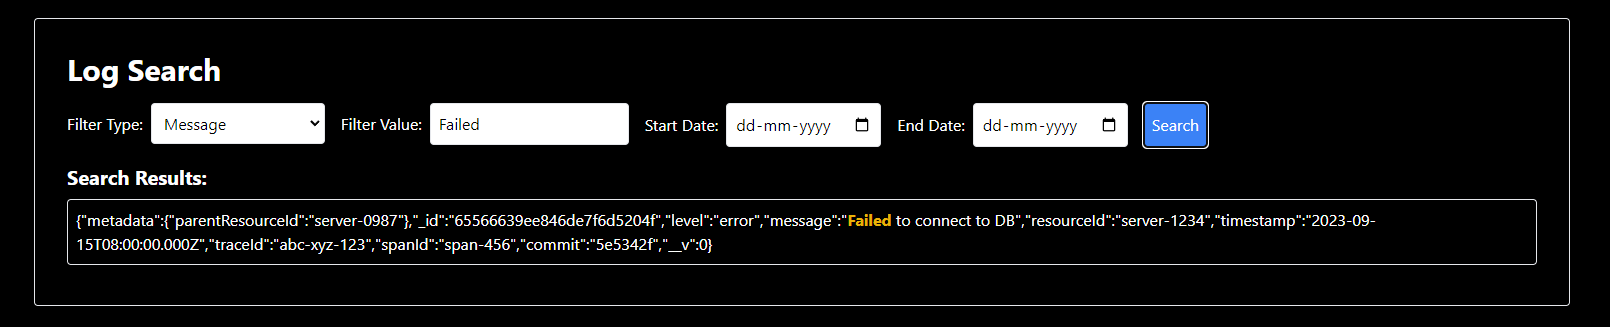 Log Search
Filter Type: Message Filter Value: Failed Start Date: dd-mm-yyyy End Date: dd-mm-yyyy Search
Search Results:
{"metadata":{"parentResourceId":"server-0987"},"_id":"65566639ee846de7f6d5204f","level":"error","message":"Failed to connect to DB","resourceId":"server-1234","timestamp":"2023-09-
15T08:00:00.000Z","traceId":"abc-xyz-123","spanId":"span-456","commit":"5e5342f","__v":0}